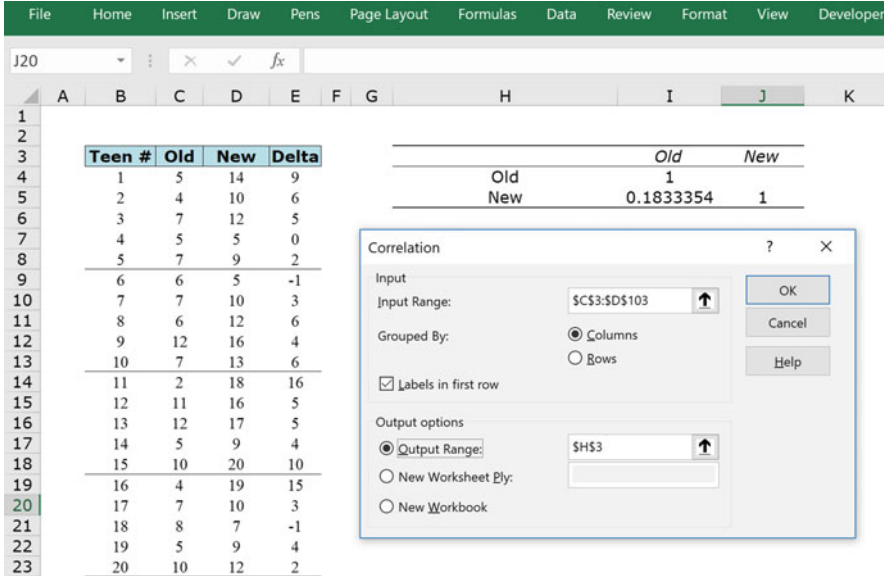 File Home Insert Draw Pens Page Layout Formulas Data Review Format View Developer
J20 fx
A B C D E F G H I J K
1
2
3 Teen # Old New Delta Old New
4 1 5 14 9 Old 1
5 2 4 10 6 New 0.1833354 1
6 3 7 12 5
7 4 5 5 0
8 5 7 9 2
9 6 6 5 -1
10 7 7 10 3
11 8 6 12 6
12 9 12 16 4
13 10 7 13 6
14 11 2 18 16
15 12 11 16 5
16 13 12 17 5
17 14 5 9 4
18 15 10 20 10
19 16 4 19 15
20 17 7 10 3
21 18 8 7 -1
22 19 5 9 4
23 20 10 12 2
Correlation ? ×
Input
Input Range: $C$3:$D$103
Grouped By: Columns
Rows
Labels in first row
Output options
Output Range: $H$3
New Worksheet Ply:
New Workbook
OK
Cancel
Help